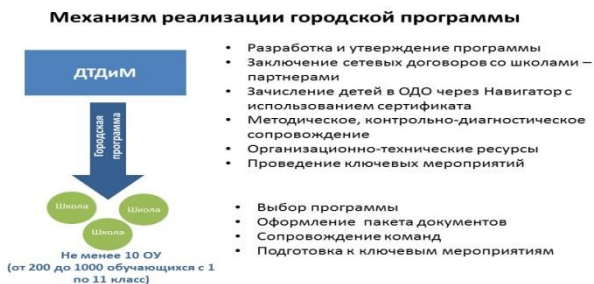 Механизм реализации городской программы
ДТДиМ
Городская
программа
Школа
Школа
Школа
Не менее 10 ОУ
(от 200 до 1000 обучающихся с 1
по 11 класс)
• Разработка и утверждение программы
• Заключение сетевых договоров со школами –
партнерами
• Зачисление детей в ОДО через Навигатор с
использованием сертификата
• Методическое, контрольно-диагностическое
сопровождение
• Организационно-технические ресурсы
• Проведение ключевых мероприятий
• Выбор программы
• Оформление пакета документов
• Сопровождение команд
• Подготовка к ключевым мероприятиям